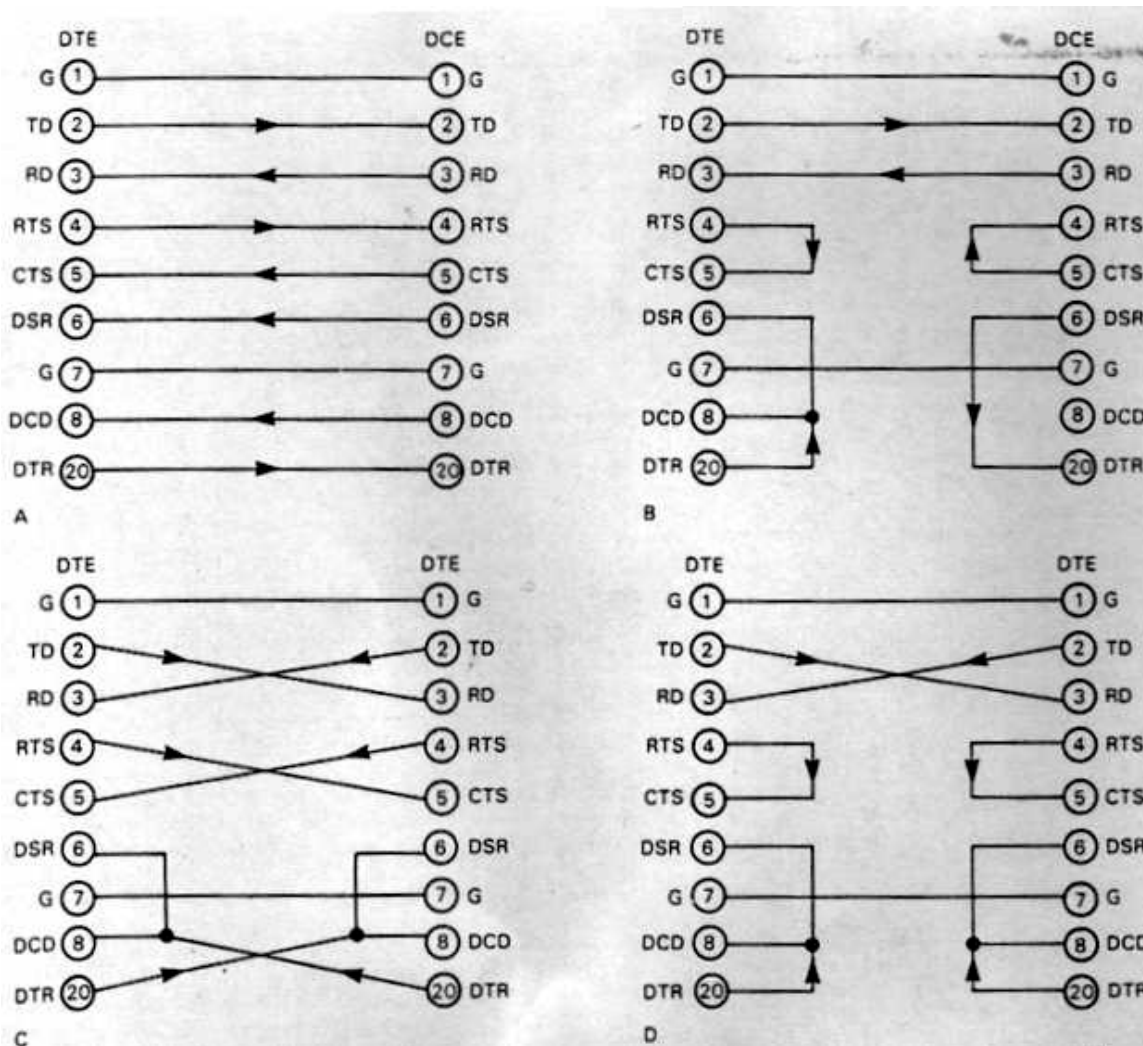 DTE DCE
G 1 1 G
TD 2 2 TD
RD 3 3 RD
RTS 4 4 RTS
CTS 5 5 CTS
DSR 6 6 DSR
G 7 7 G
DCD 8 8 DCD
DTR 20 20 DTR
A
DTE DCE
G 1 1 G
TD 2 2 TD
RD 3 3 RD
RTS 4 4 RTS
CTS 5 5 CTS
DSR 6 6 DSR
G 7 7 G
DCD 8 8 DCD
DTR 20 20 DTR
B
DTE DTE
G 1 1 G
TD 2 2 TD
RD 3 3 RD
RTS 4 4 RTS
CTS 5 5 CTS
DSR 6 6 DSR
G 7 7 G
DCD 8 8 DCD
DTR 20 20 DTR
C
DTE DTE
G 1 1 G
TD 2 2 TD
RD 3 3 RD
RTS 4 4 RTS
CTS 5 5 CTS
DSR 6 6 DSR
G 7 7 G
DCD 8 8 DCD
DTR 20 20 DTR
D